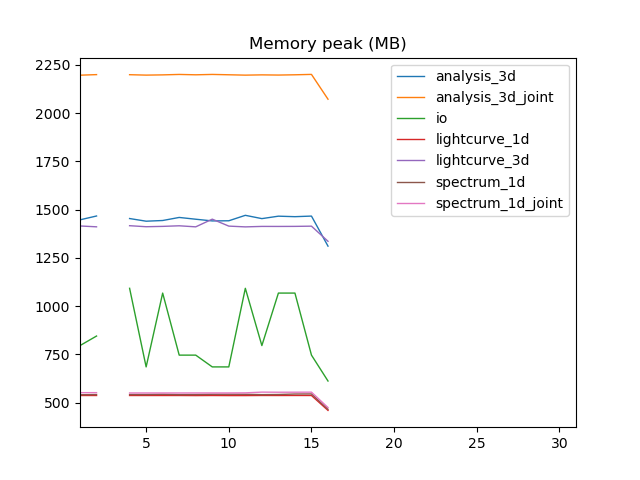 Memory peak (MB)
2250
2000
1750
1500
1250
1000
750
500
5
10
15
20
25
30
analysis_3d
analysis_3d_joint
io
lightcurve_1d
lightcurve_3d
spectrum_1d
spectrum_1d_joint